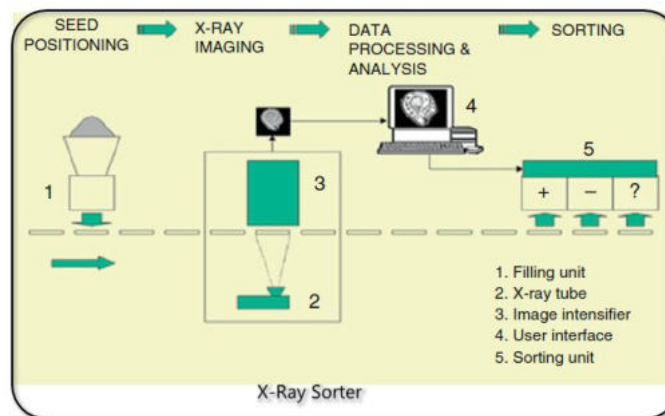 SEED POSITIONING
X-RAY IMAGING
DATA PROCESSING & ANALYSIS
SORTING
4
5
1
3
+ − ?
2
1. Filling unit
2. X-ray tube
3. Image intensifier
4. User interface
5. Sorting unit
X-Ray Sorter